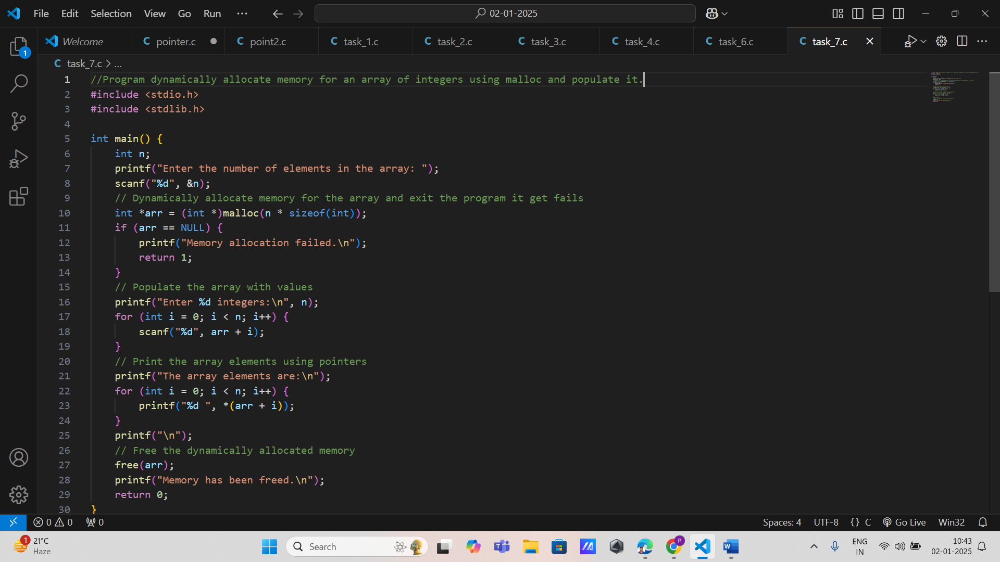 File Edit Selection View Go Run ··· 02-01-2025
Welcome C pointer.c C point2.c C task_1.c C task_2.c C task_3.c C task_4.c C task_6.c C task_7.c
1
C task_7.c > ...
1 //Program dynamically allocate memory for an array of integers using malloc and populate it.
2 #include <stdio.h>
3 #include <stdlib.h>
4
5 int main() {
6 int n;
7 printf("Enter the number of elements in the array: ");
8 scanf("%d", &n);
9 // Dynamically allocate memory for the array and exit the program it get fails
10 int *arr = (int *)malloc(n * sizeof(int));
11 if (arr == NULL) {
12 printf("Memory allocation failed.\n");
13 return 1;
14 }
15 // Populate the array with values
16 printf("Enter %d integers:\n", n);
17 for (int i = 0; i < n; i++) {
18 scanf("%d", arr + i);
19 }
20 // Print the array elements using pointers
21 printf("The array elements are:\n");
22 for (int i = 0; i < n; i++) {
23 printf("%d ", *(arr + i));
24 }
25 printf("\n");
26 // Free the dynamically allocated memory
27 free(arr);
28 printf("Memory has been freed.\n");
29 return 0;
30 }
0 0 0 Spaces: 4 UTF-8 {} C Go Live Win32
1 21°C
Haze
Search
ENG
IN
10:43
02-01-2025